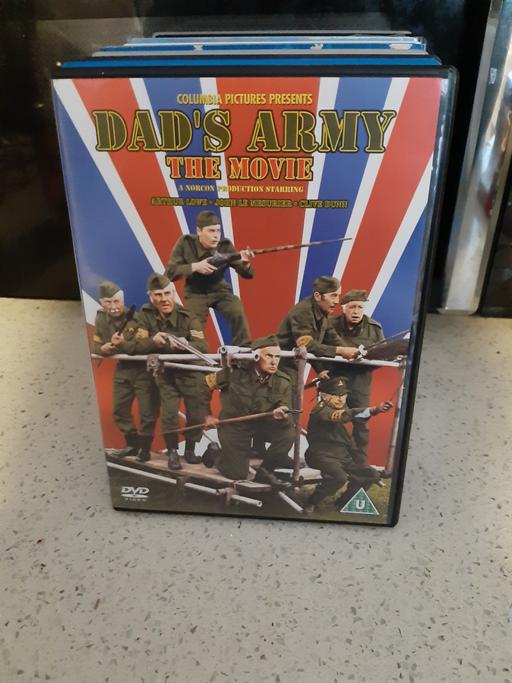 COLUMBIA PICTURES PRESENTS
DAD'S ARMY
THE MOVIE
A NORCON PRODUCTION STARRING
ARTHUR LOWE • JOHN LE MESURIER • CLIVE DUNN
DVD
VIDEO
U